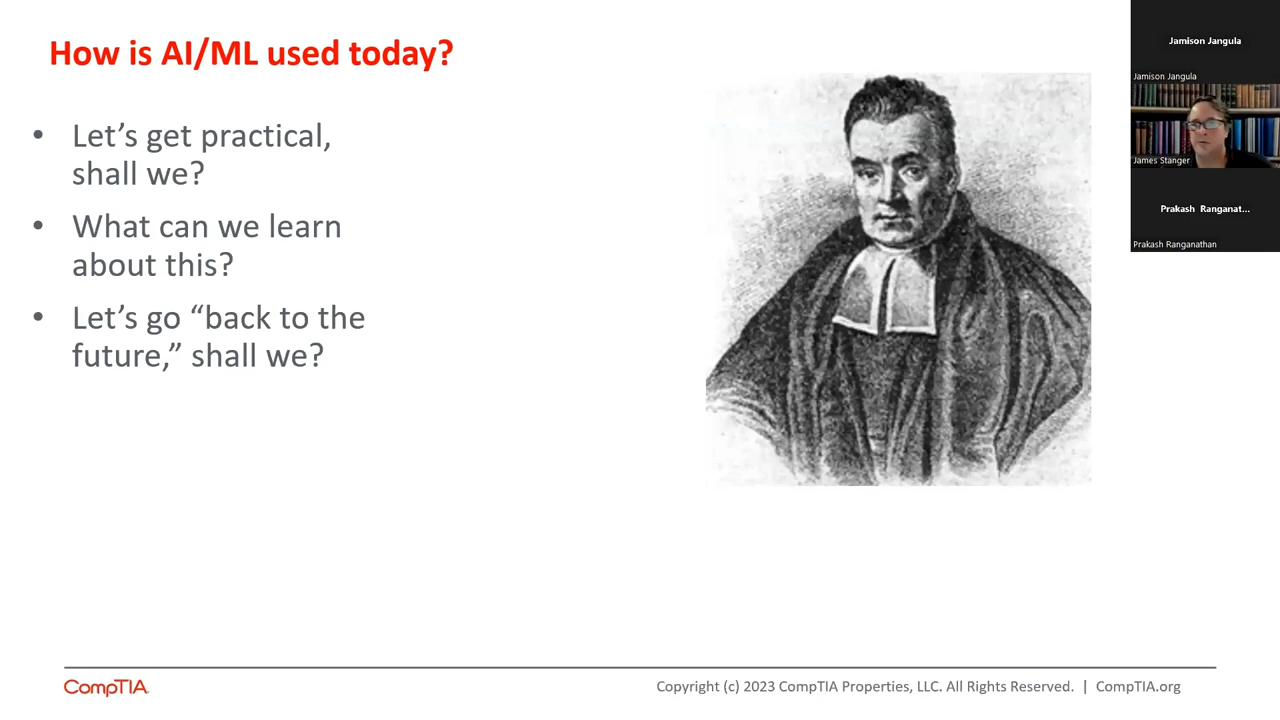 How is AI/ML used today?
• Let’s get practical,
shall we?
• What can we learn
about this?
• Let’s go “back to the
future,” shall we?
Jamison Jangula
Jamison Jangula
James Stanger
Prakash Ranganat...
Prakash Ranganathan
CompTIA.
Copyright (c) 2023 CompTIA Properties, LLC. All Rights Reserved. | CompTIA.org